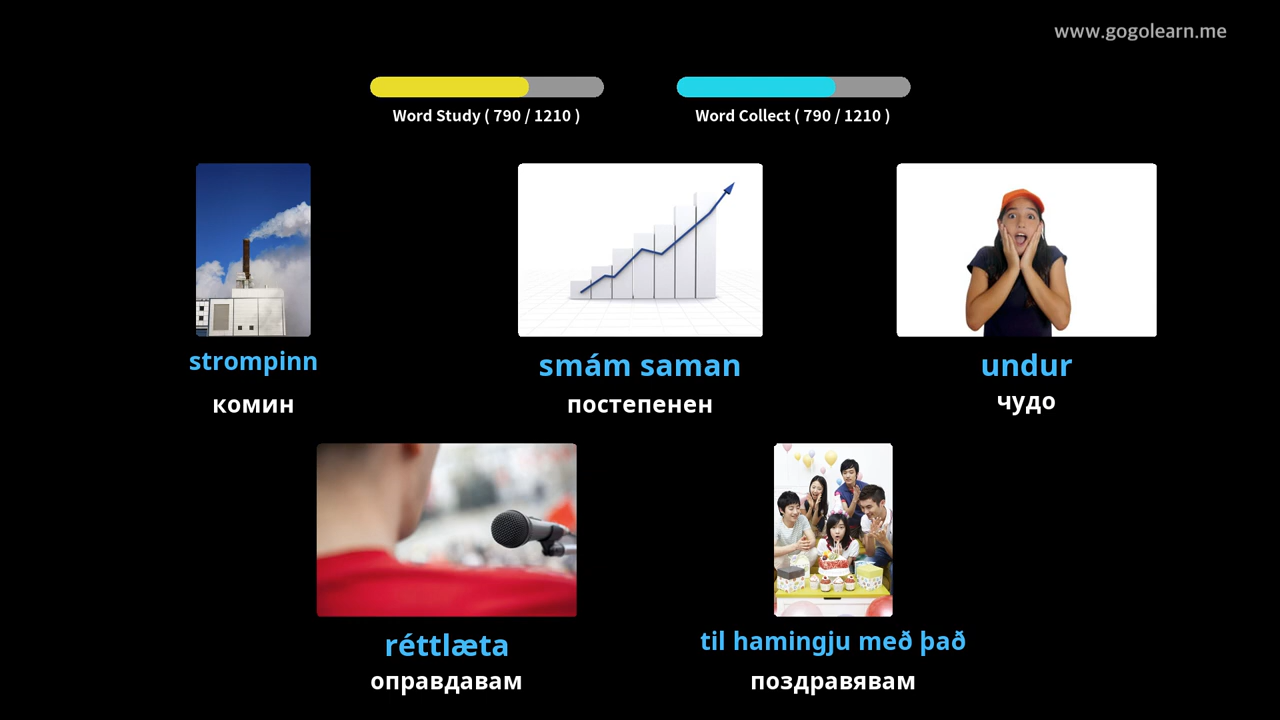 www.gogolearn.me
Word Study ( 790 / 1210 )
Word Collect ( 790 / 1210 )
strompinn
комин
smám saman
постепенен
undur
чудо
réttlæta
оправдавам
til hamingju með það
поздравявам